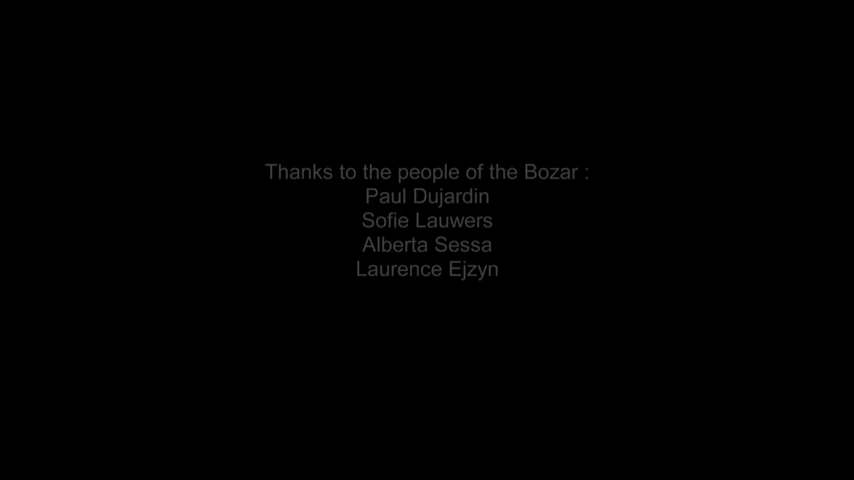 Thanks to the people of the Bozar :
Paul Dujardin
Sofie Lauwers
Alberta Sessa
Laurence Ejzyn